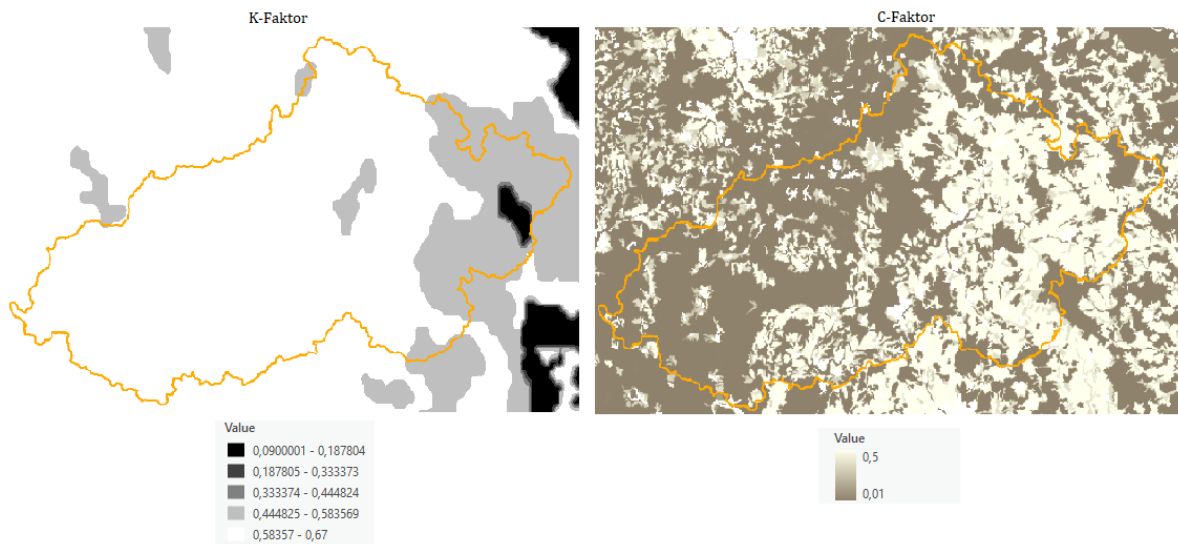 K-Faktor
C-Faktor
Value
0,0900001 - 0,187804
0,187805 - 0,333373
0,333374 - 0,444824
0,444825 - 0,583569
0,58357 - 0,67
Value
0,5
0,01